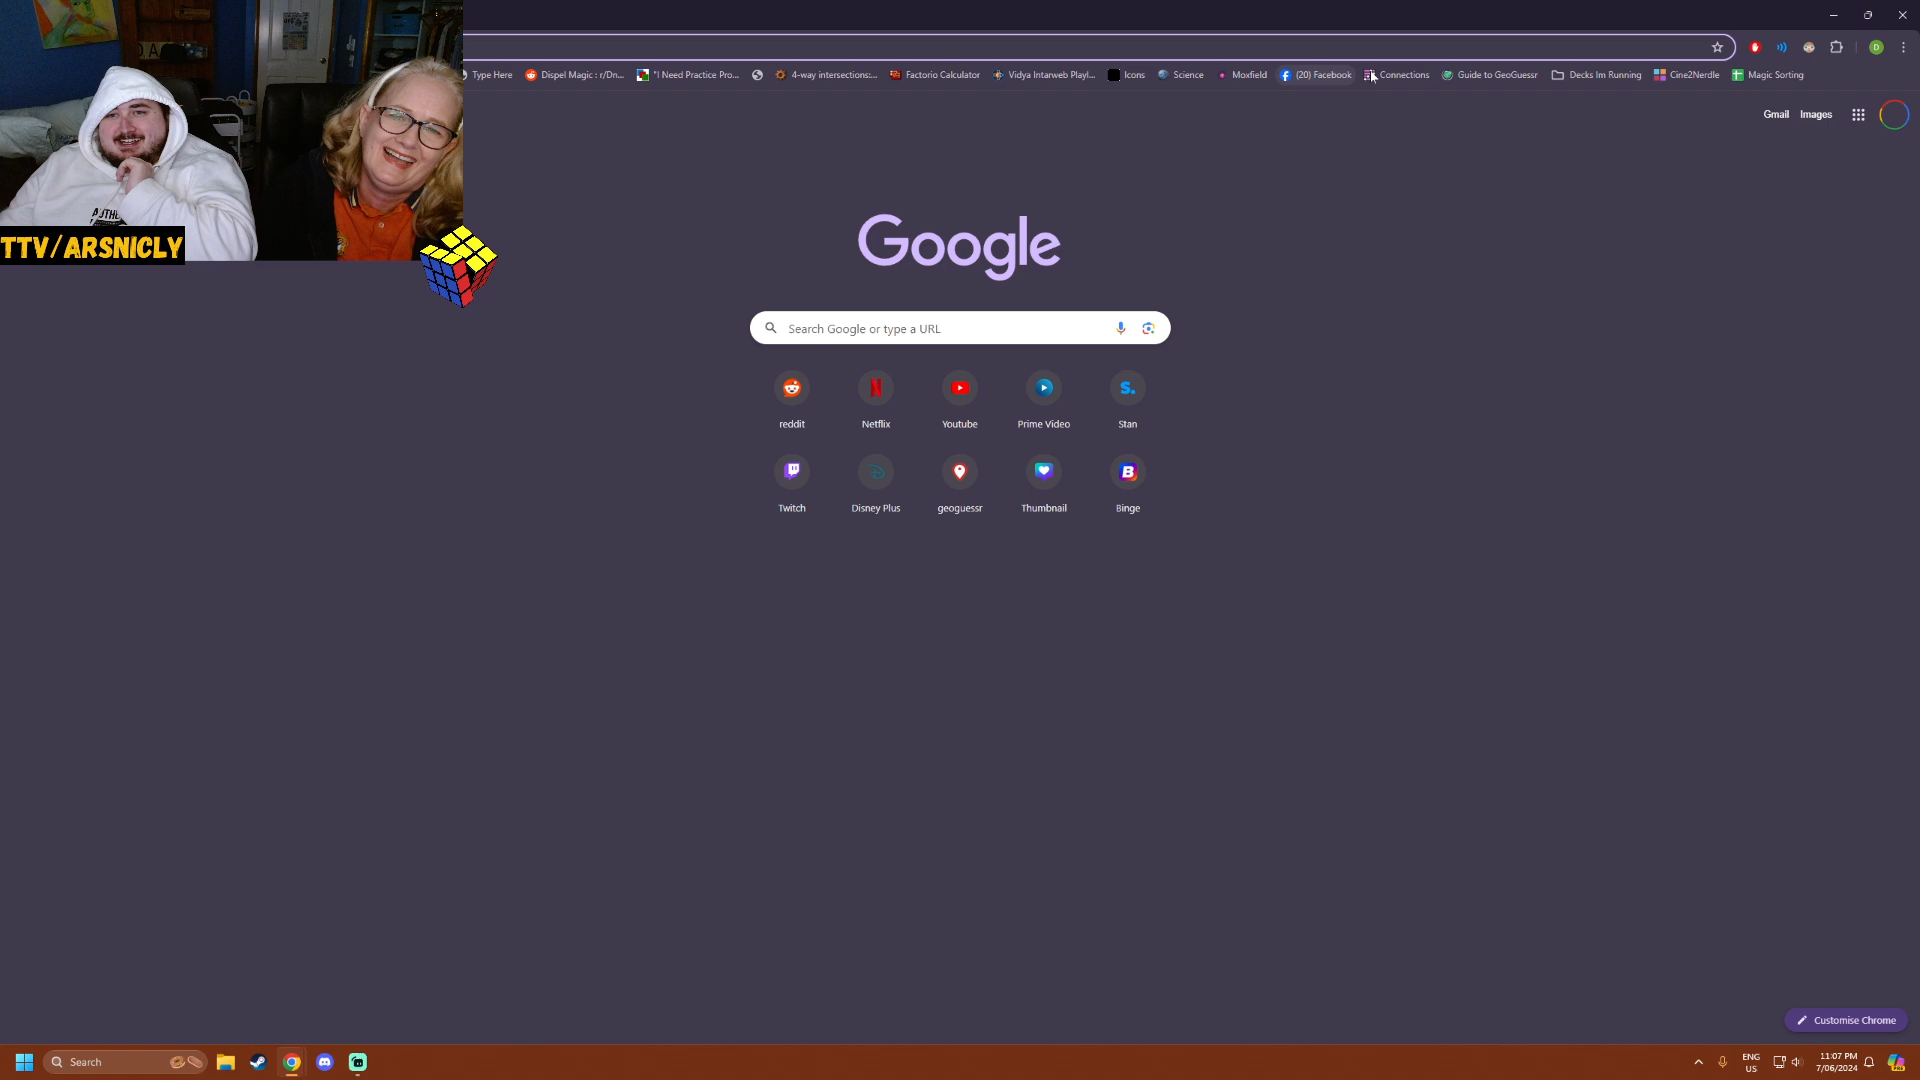 Type Here
Dispel Magic : r/Dn...
"I Need Practice Pro...
4-way intersections:...
Factorio Calculator
Vidya Intarweb Playl...
Icons
Science
Moxfield
(20) Facebook
Connections
Guide to GeoGuessr
Decks Im Running
Cine2Nerdle
Magic Sorting
Gmail
Images
TTV/ARSNICLY
Google
Search Google or type a URL
reddit
Netflix
Youtube
Prime Video
Stan
Twitch
Disney Plus
geoguessr
Thumbnail
Binge
Customise Chrome
Search
ENG
US
11:07 PM
7/06/2024